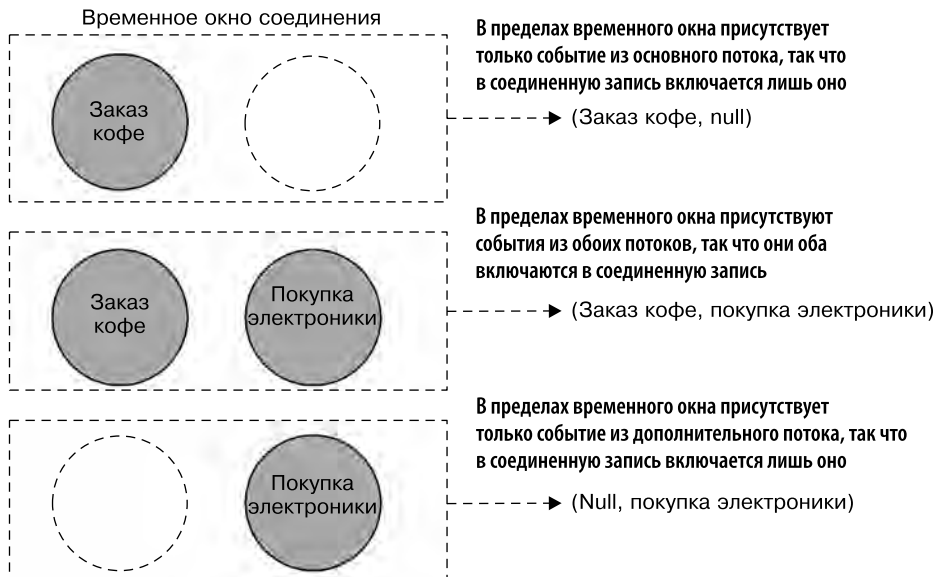 Временное окно соединения
Заказ
кофе
В пределах временного окна присутствует
только событие из основного потока, так что
в соединенную запись включается лишь оно
(Заказ кофе, null)
Заказ
кофе
Покупка
электроники
В пределах временного окна присутствуют
события из обоих потоков, так что они оба
включаются в соединенную запись
(Заказ кофе, покупка электроники)
Покупка
электроники
В пределах временного окна присутствует
только событие из дополнительного потока, так что
в соединенную запись включается лишь оно
(Null, покупка электроники)